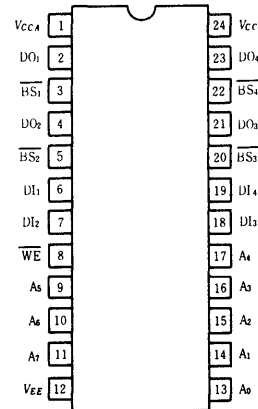 VCCA 1 24 VCC
DO1 2 23 DO4
BS1 3 22 BS4
DO2 4 21 DO3
BS2 5 20 BS3
DI1 6 19 DI4
DI2 7 18 DI3
WE 8 17 A4
A5 9 16 A3
A6 10 15 A2
A7 11 14 A1
VEE 12 13 A0